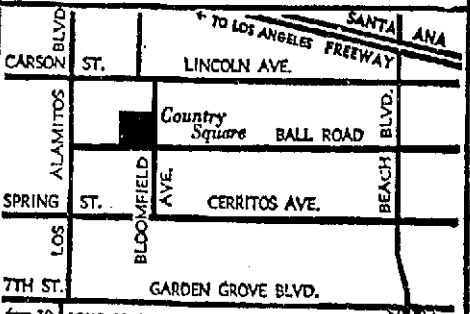 ← TO LOS ANGELES
SANTA ANA
FREEWAY
CARSON ST.
LINCOLN AVE.
LOS ALAMITOS BLVD.
Country
Square
BALL ROAD
BEACH BLVD.
BLOOMFIELD AVE.
SPRING ST.
CERRITOS AVE.
7TH ST.
GARDEN GROVE BLVD.
← TO